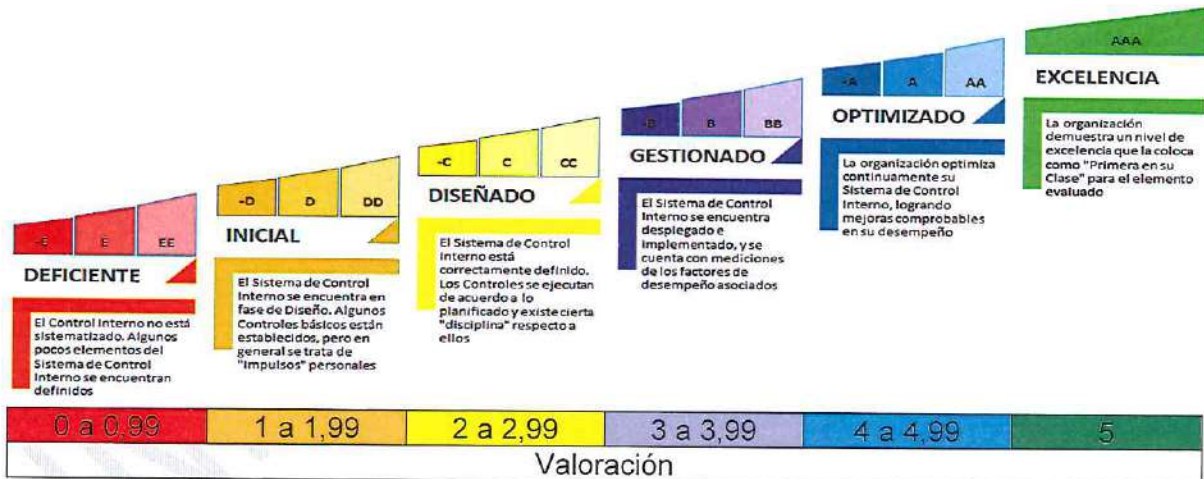 -E E EE
DEFICIENTE
El Control Interno no está
sistematizado. Algunos
pocos elementos del
Sistema de Control
Interno se encuentran
definidos
-D D DD
INICIAL
El Sistema de Control
Interno se encuentra en
fase de Diseño. Algunos
Controles básicos están
establecidos, pero en
general se trata de
"Impulsos" personales
-C C CC
DISEÑADO
El Sistema de Control
Interno está
correctamente definido.
Los Controles se ejecutan
de acuerdo a lo
planificado y existe cierta
"disciplina" respecto a
ellos
-B B BB
GESTIONADO
El Sistema de Control
Interno se encuentra
desplegado e
implementado, y se
cuenta con mediciones
de los factores de
desempeño asociados
-A A AA
OPTIMIZADO
La organización optimiza
continuamente su
Sistema de Control
Interno, logrando
mejoras comprobables
en su desempeño
AAA
EXCELENCIA
La organización
demuestra un nivel de
excelencia que la coloca
como "Primera en su
Clase" para el elemento
evaluado
0 a 0,99 1 a 1,99 2 a 2,99 3 a 3,99 4 a 4,99 5
Valoración